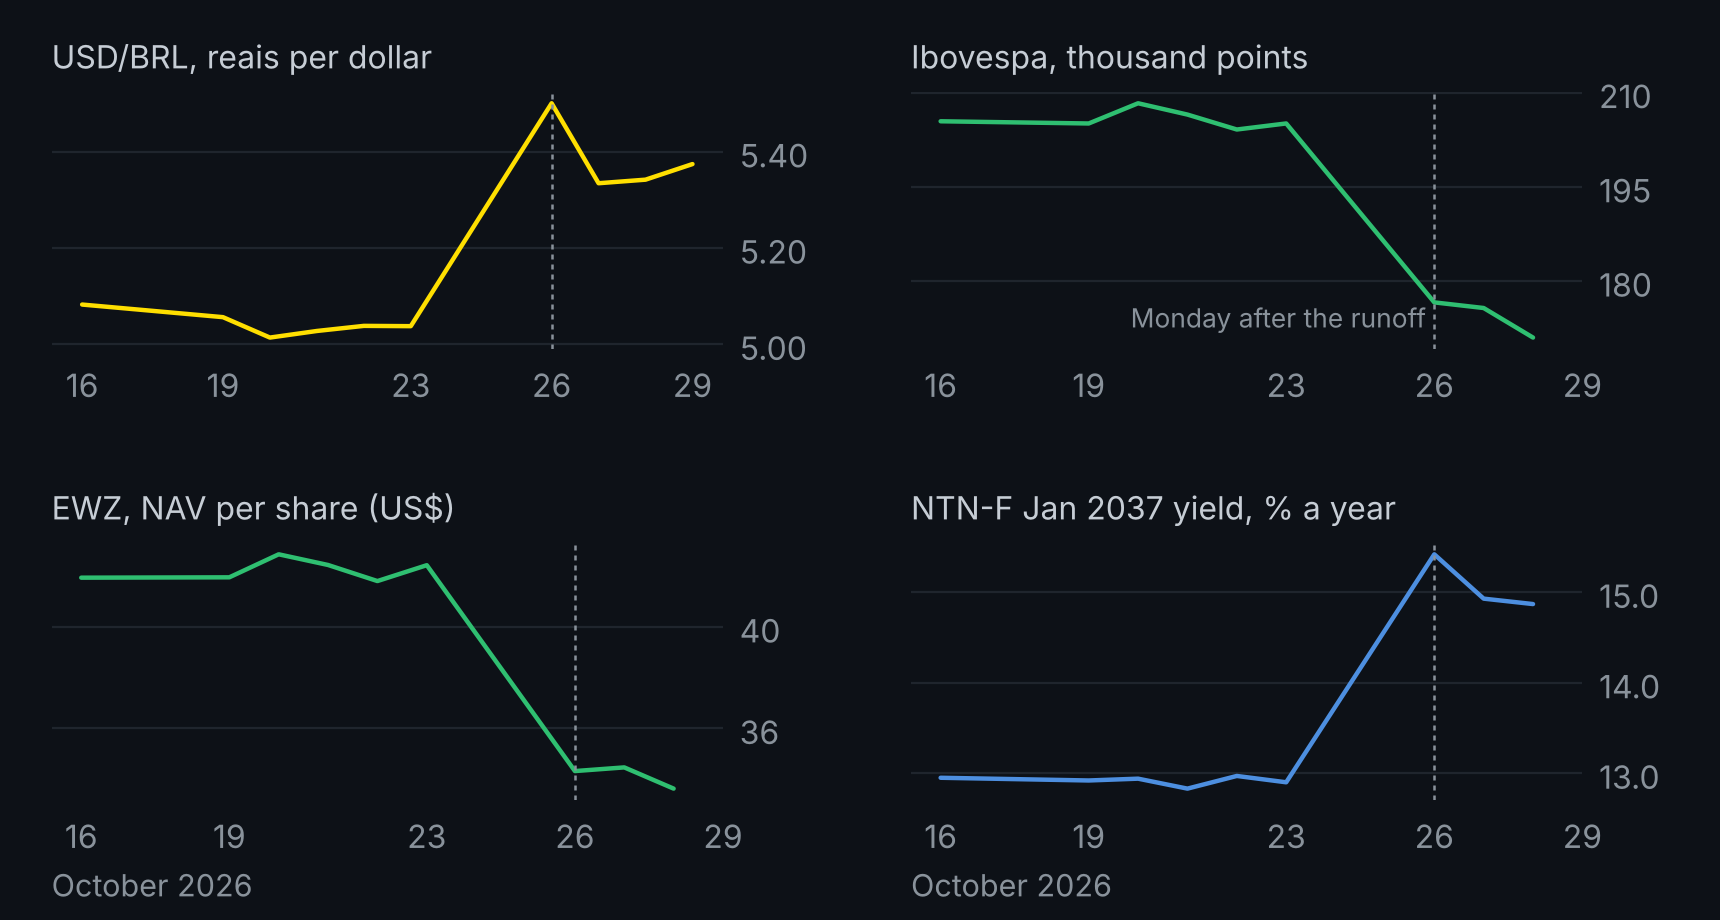 USD/BRL, reais per dollar
5.40
5.20
5.00
16 19 23 26 29
Ibovespa, thousand points
210
195
180
Monday after the runoff
16 19 23 26 29
EWZ, NAV per share (US$)
40
36
16 19 23 26 29
October 2026
NTN-F Jan 2037 yield, % a year
15.0
14.0
13.0
16 19 23 26 29
October 2026